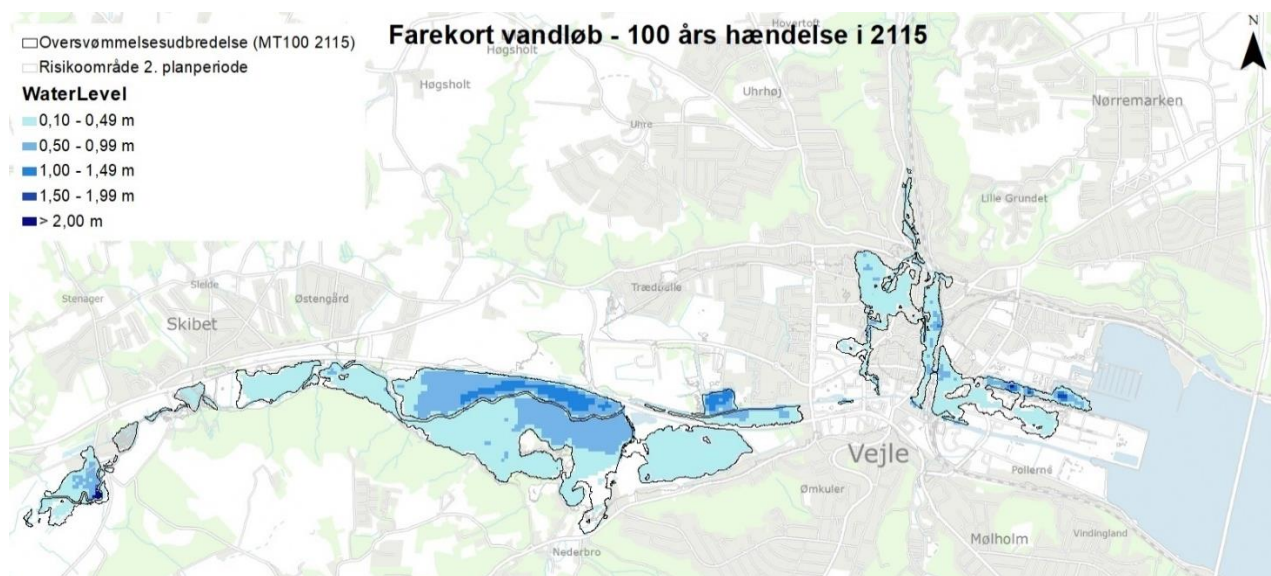 Farekort vandløb - 100 års hændelse i 2115
N
Oversvømmelsesudbredelse (MT100 2115)
Risikoområde 2. planperiode
WaterLevel
0,10 - 0,49 m
0,50 - 0,99 m
1,00 - 1,49 m
1,50 - 1,99 m
> 2,00 m
Hovertoft
Høgsholt
Høgsholt
Uhrhøj
Uhre
Nørremarken
Lille Grundet
Stenager
Slelde
Østengård
Skibet
Trædballe
Vejle
Pollerne
Ømkuler
Mølholm
Vindingland
Nederbro